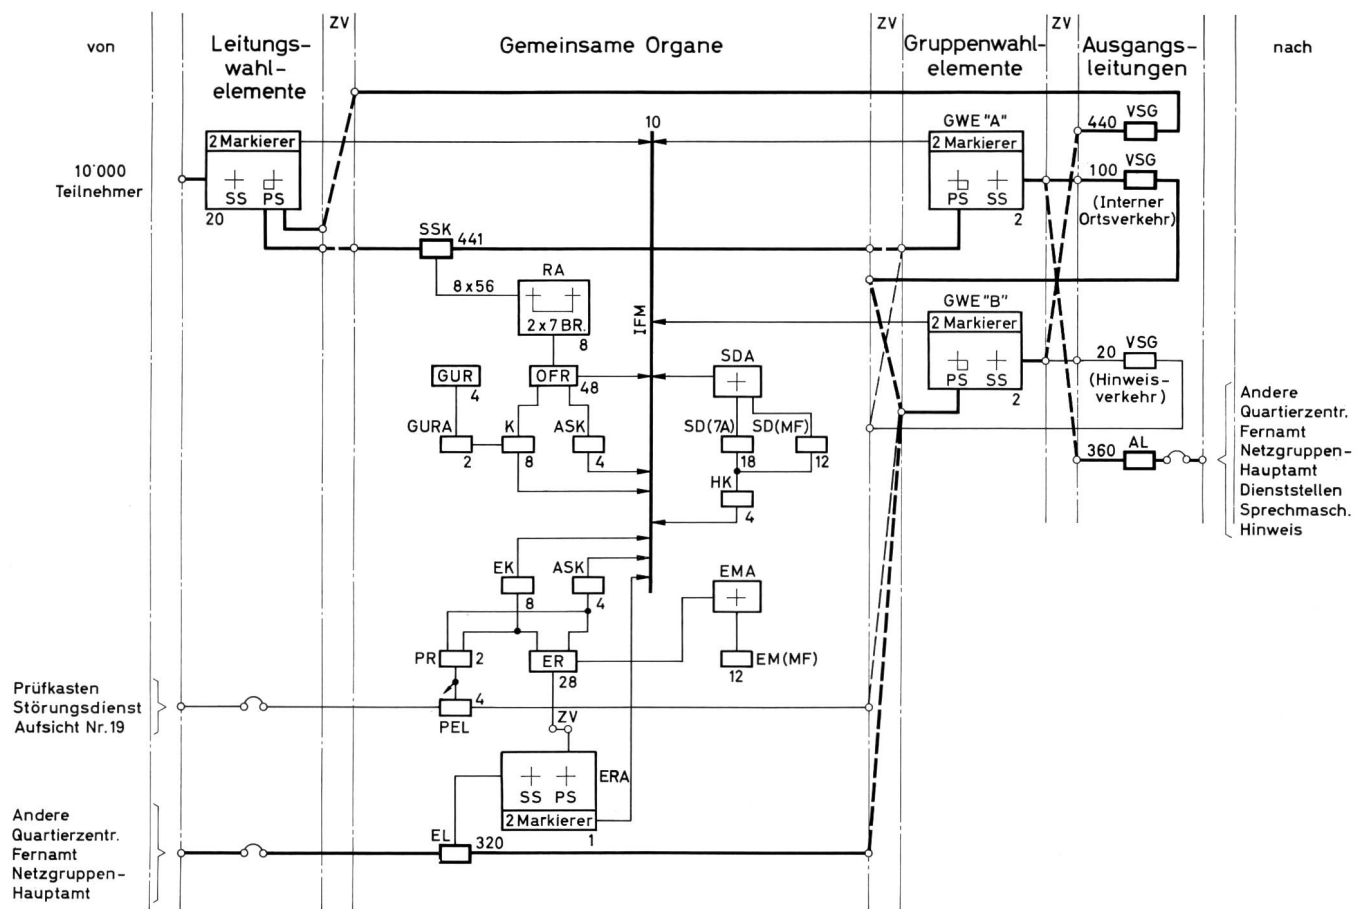 von
Leitungs-
wahl-
elemente
ZV
Gemeinsame Organe
ZV
Gruppenwahl-
elemente
ZV
Ausgangs-
leitungen
nach
10'000
Teilnehmer
2 Markierer
SS PS
20
10
IFM
GWE "A"
2 Markierer
PS SS
2
440 VSG
100 VSG
(Interner
Ortsverkehr)
SSK 441
8 x 56
RA
2 x 7 BR.
8
GWE "B"
2 Markierer
PS SS
2
20 VSG
(Hinweis-
verkehr)
360 AL
Andere
Quartierzentr.
Fernamt
Netzgruppen-
Hauptamt
Dienststellen
Sprechmasch.
Hinweis
GUR
4
OFR
48
SDA
GURA
2
K
8
ASK
4
SD(7A)
18
SD(MF)
12
HK
4
EK
8
ASK
4
EMA
PR 2
ER
28
EM(MF)
12
Prüfkasten
Störungsdienst
Aufsicht Nr.19
4
PEL
ZV
SS PS
ERA
2 Markierer
1
Andere
Quartierzentr.
Fernamt
Netzgruppen-
Hauptamt
EL 320